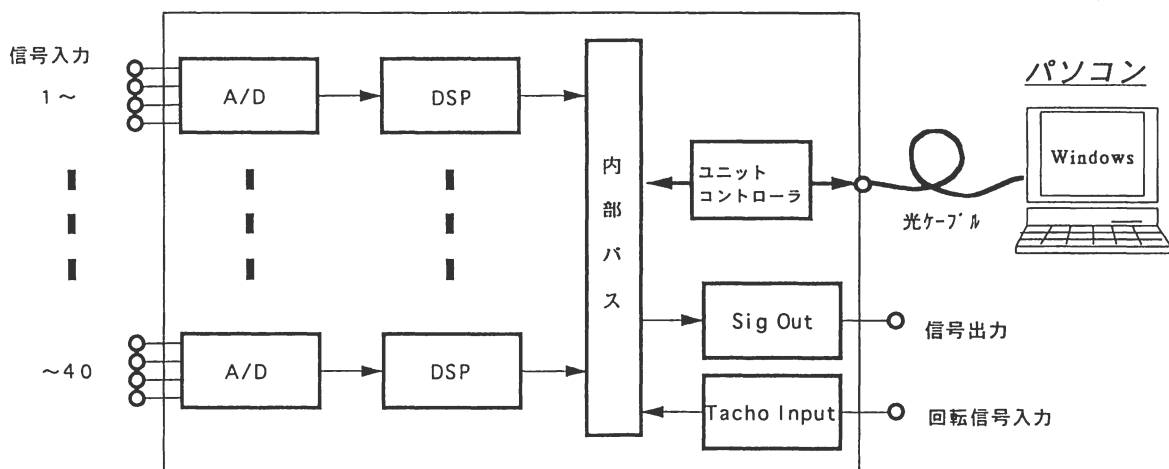 信号入力
1～
A/D
DSP
内部バス
ユニット
コントローラ
光ケーブル
パソコン
Windows
～40
A/D
DSP
Sig Out
信号出力
Tacho Input
回転信号入力